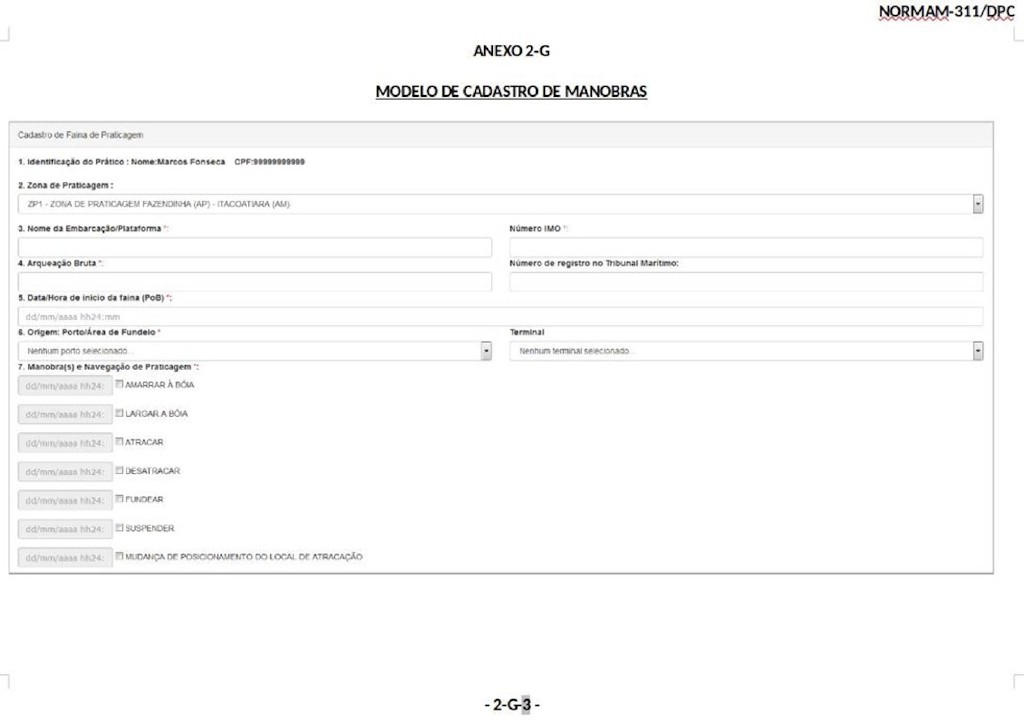 NORMAM-311/DPC
ANEXO 2-G
MODELO DE CADASTRO DE MANOBRAS
Cadastro de Faina de Praticagem
1. Identificação do Prático : Nome:Marcos Fonseca CPF:99999999999
2. Zona de Praticagem :
ZP1 - ZONA DE PRATICAGEM FAZENDINHA (AP) - ITACOATIARA (AM)
3. Nome da Embarcação/Plataforma *: Número IMO *:
4. Arqueação Bruta *: Número de registro no Tribunal Marítimo:
5. Data/Hora de início da faina (PoB) *:
dd/mm/aaaa hh24:mm
6. Origem: Porto/Área de Fundeio * Terminal
Nenhum porto selecionado... Nenhum terminal selecionado...
7. Manobra(s) e Navegação de Praticagem *:
dd/mm/aaaa hh24: AMARRAR À BÓIA
dd/mm/aaaa hh24: LARGAR A BÓIA
dd/mm/aaaa hh24: ATRACAR
dd/mm/aaaa hh24: DESATRACAR
dd/mm/aaaa hh24: FUNDEAR
dd/mm/aaaa hh24: SUSPENDER
dd/mm/aaaa hh24: MUDANÇA DE POSICIONAMENTO DO LOCAL DE ATRACAÇÃO
- 2-G-3 -